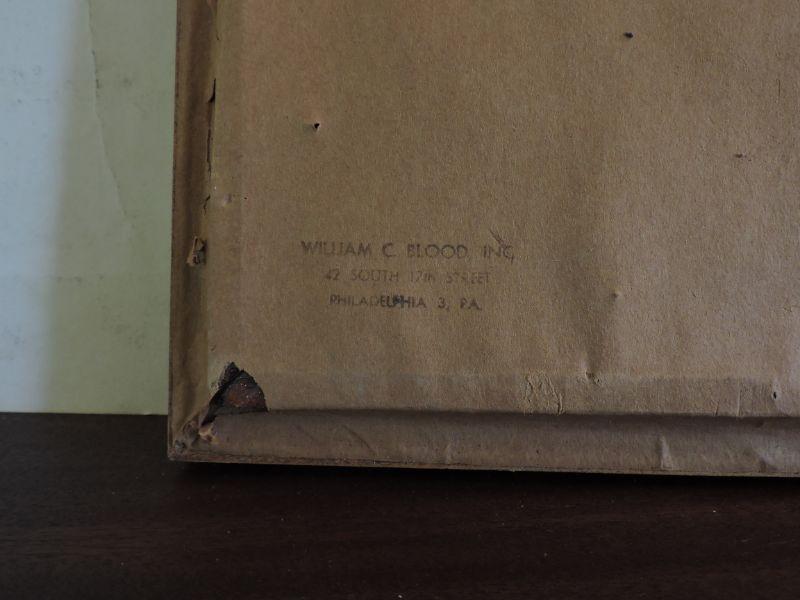 WILLIAM C. BLOOD, INC.
42 SOUTH 17th STREET
PHILADELPHIA 3, PA.